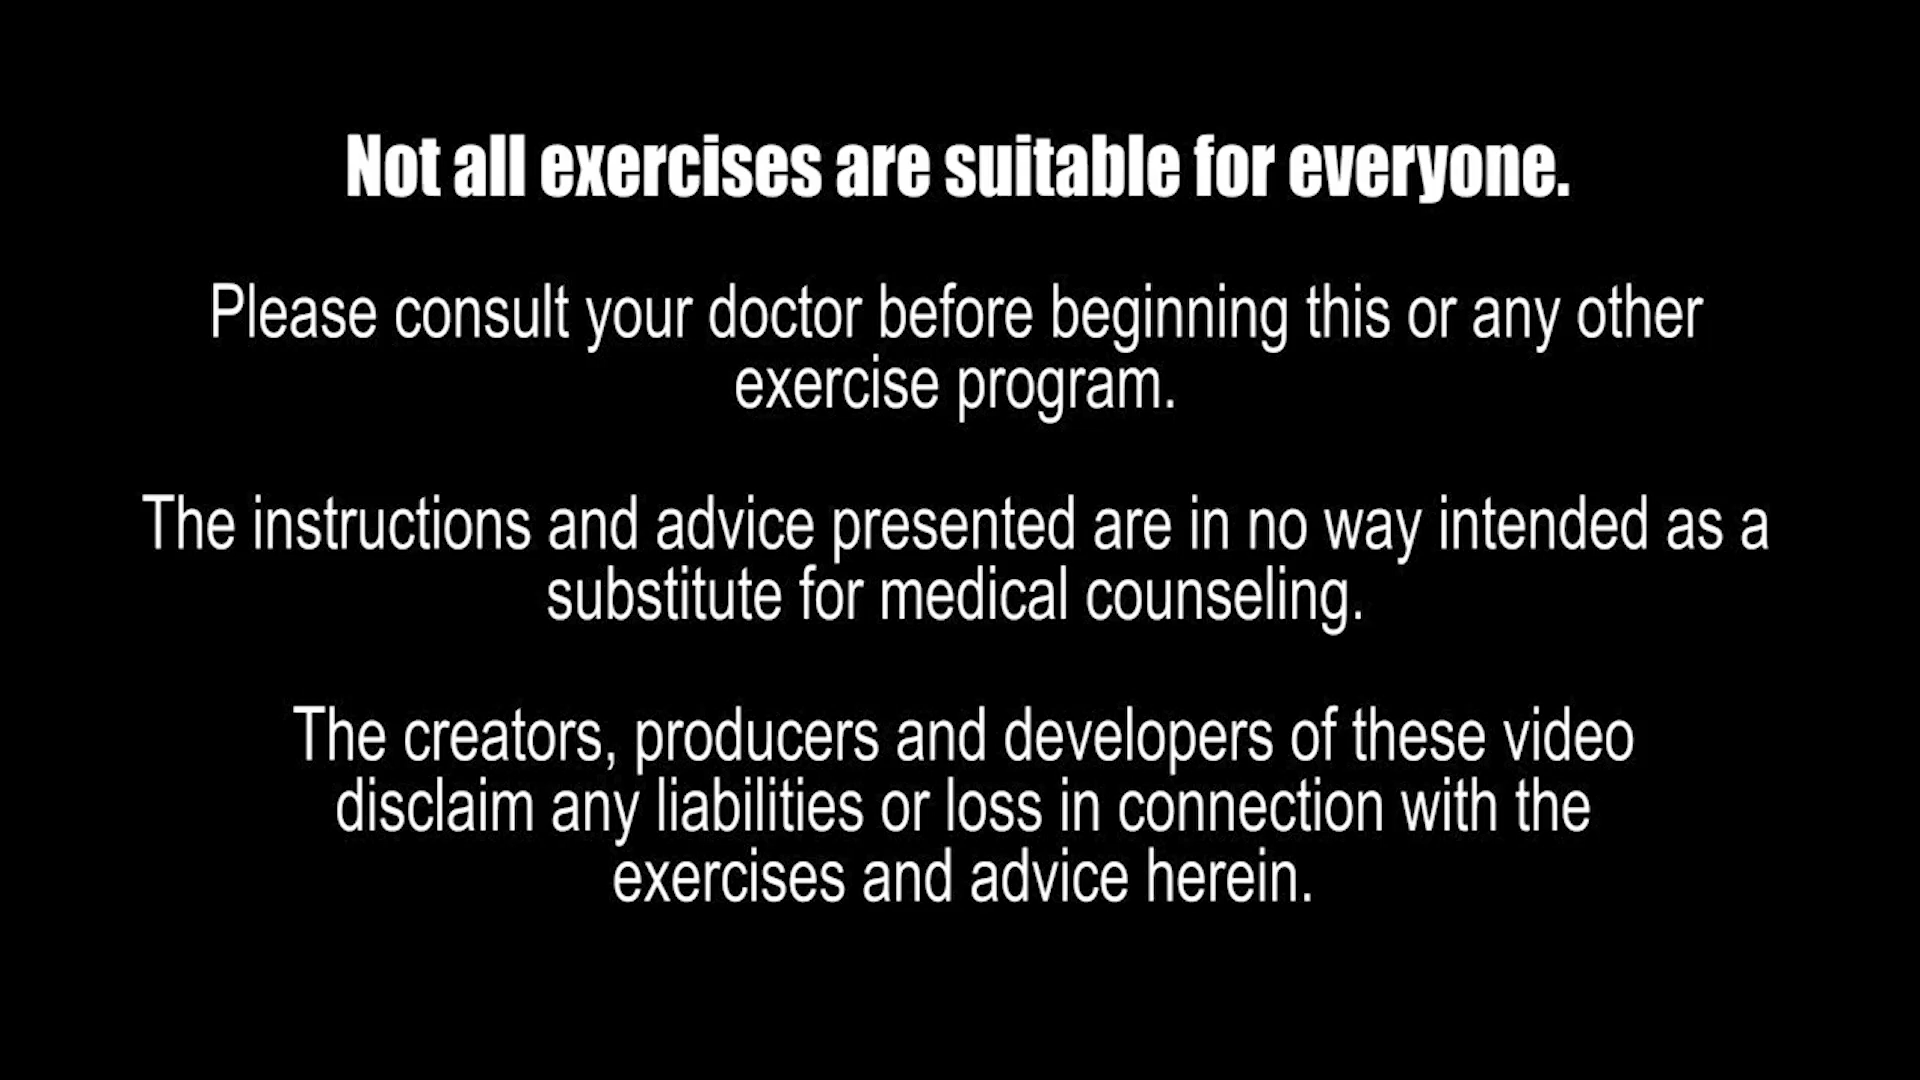 Not all exercises are suitable for everyone.
Please consult your doctor before beginning this or any other
exercise program.
The instructions and advice presented are in no way intended as a
substitute for medical counseling.
The creators, producers and developers of these video
disclaim any liabilities or loss in connection with the
exercises and advice herein.